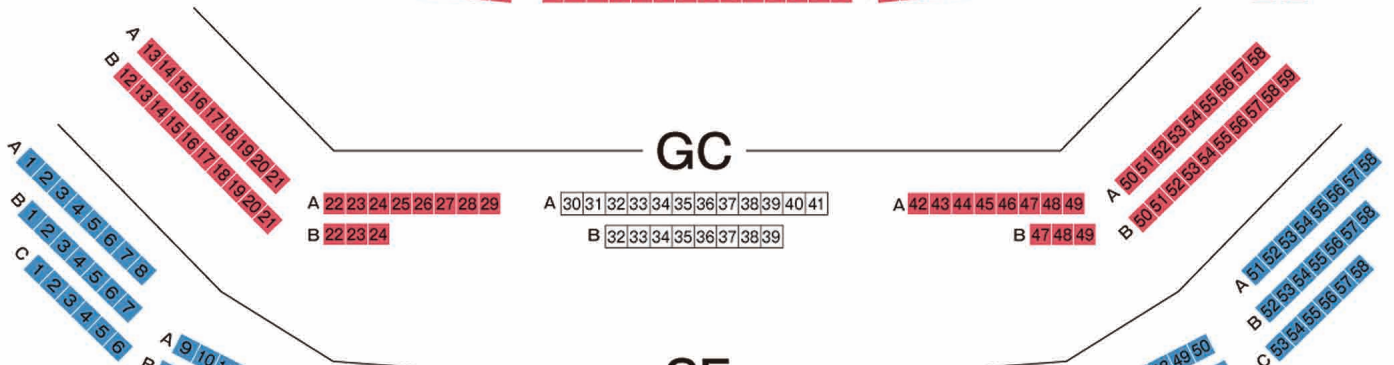 A 13 14 15 16 17 18 19 20 21
B 12 13 14 15 16 17 18 19 20 21
GC
A 22 23 24 25 26 27 28 29
B 22 23 24
A 30 31 32 33 34 35 36 37 38 39 40 41
B 32 33 34 35 36 37 38 39
A 42 43 44 45 46 47 48 49
B 47 48 49
A 50 51 52 53 54 55 56 57 58
B 50 51 52 53 54 55 56 57 58 59
A 1 2 3 4 5 6 7 8
B 1 2 3 4 5 6 7
C 1 2 3 4 5 6
A 9 10
A 51 52 53 54 55 56 57 58
B 52 53 54 55 56 57 58
C 53 54 55 56 57 58
49 50